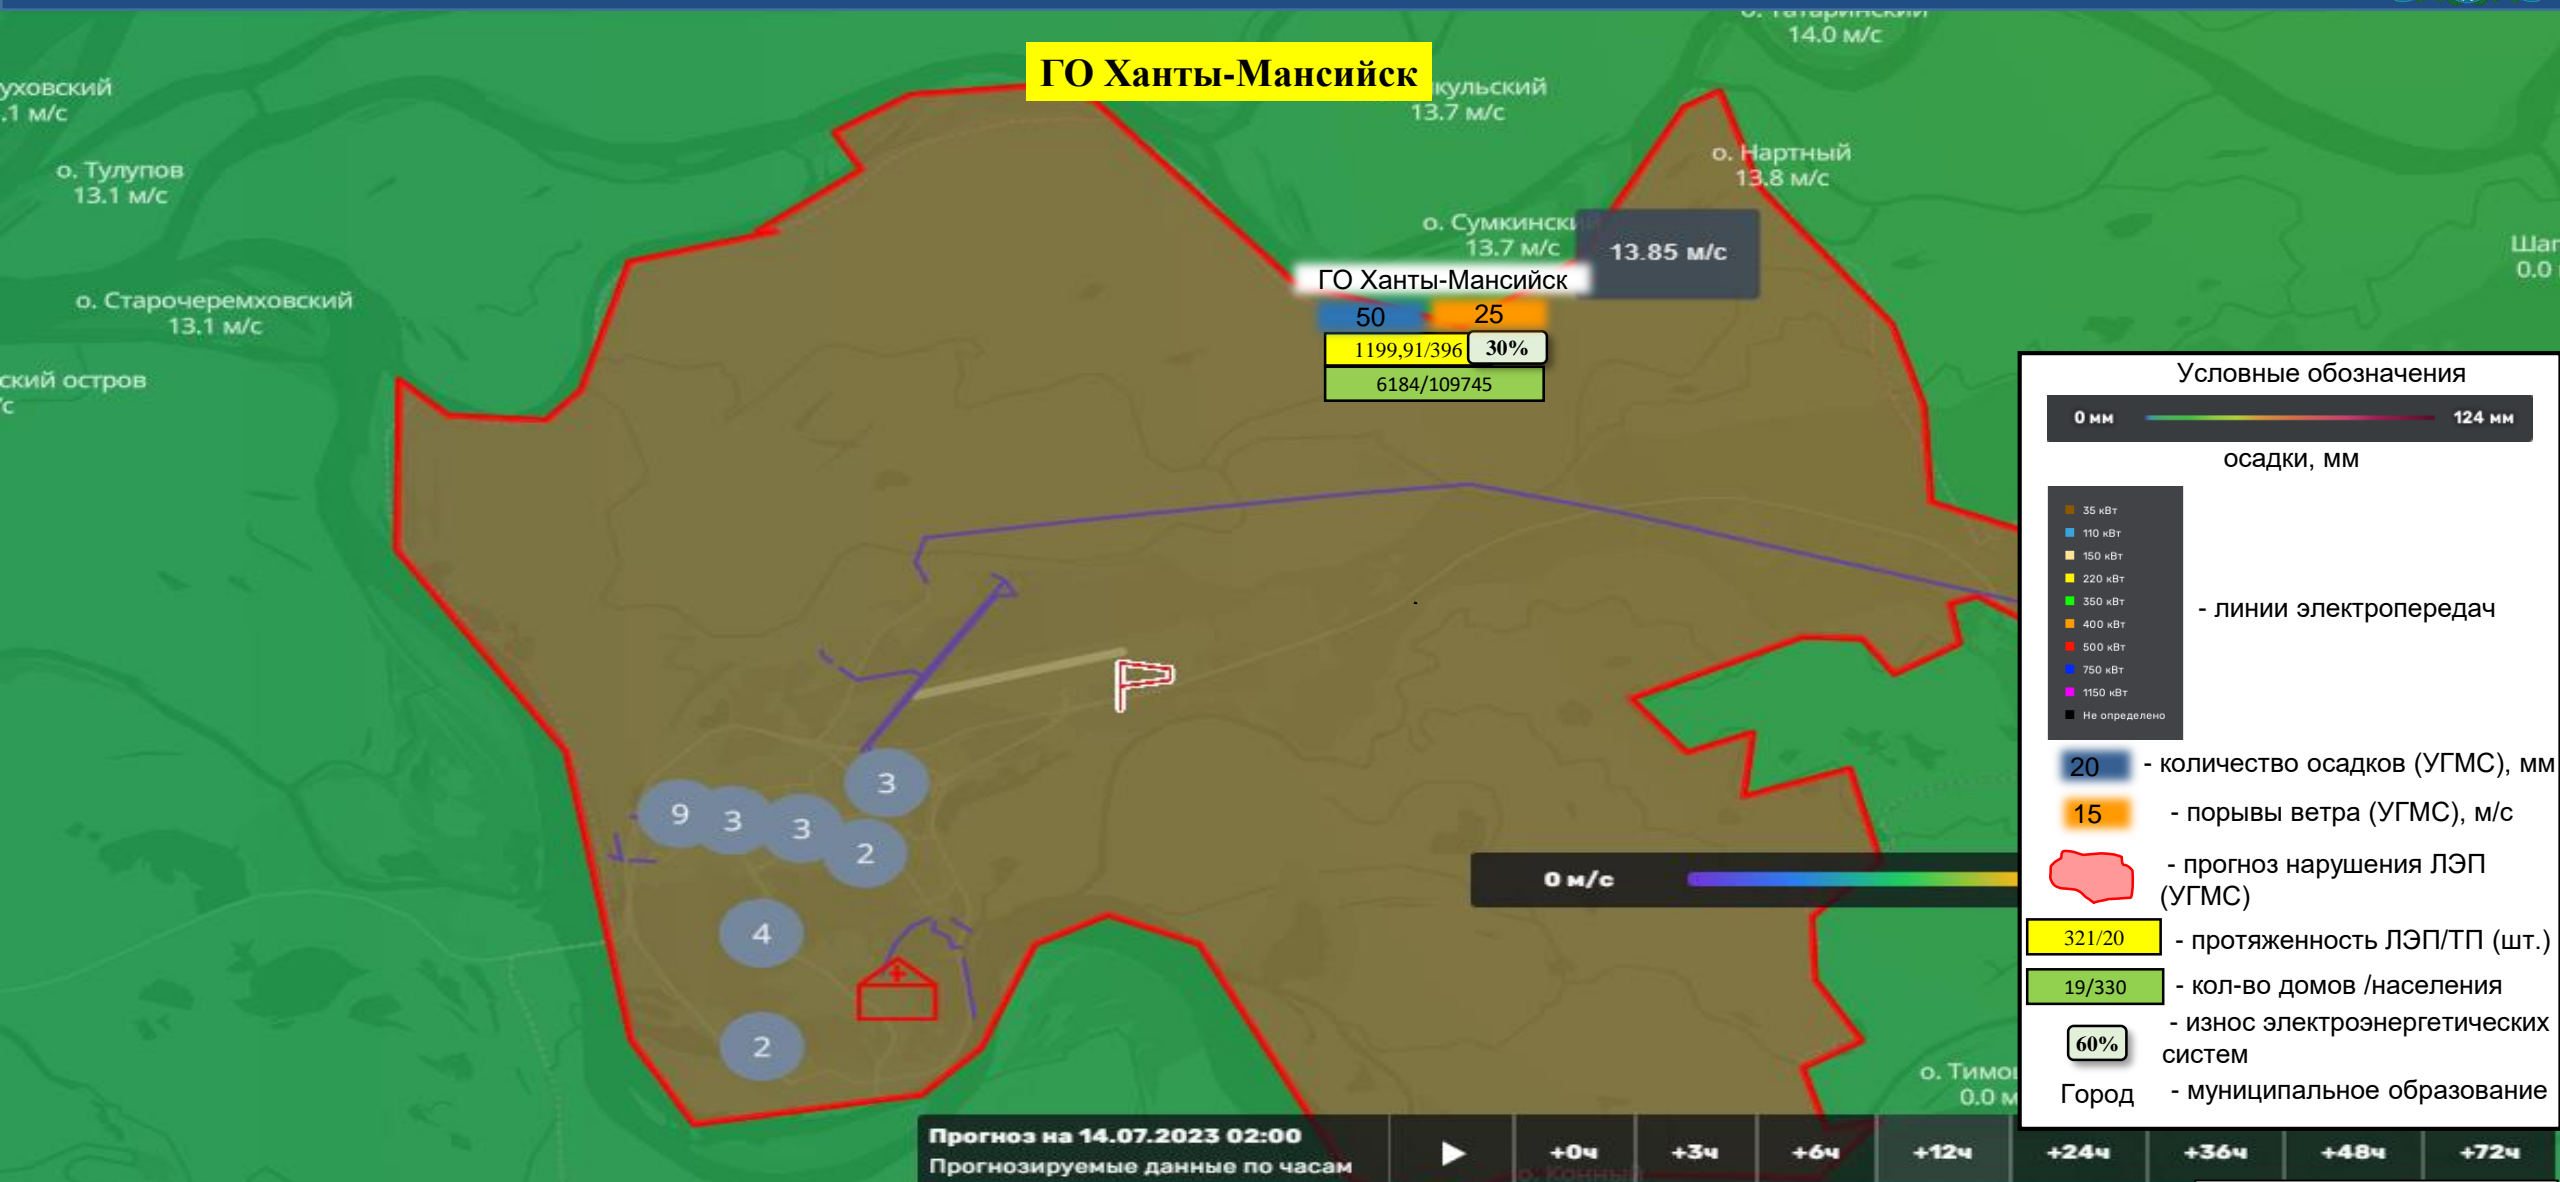 ГО Ханты-Мансийск
14.0 м/с
13.7 м/с
о. Тулупов
13.1 м/с
о. Нартный
13.8 м/с
о. Сумкинский
13.7 м/с
13.85 м/с
о. Старочеремховский
13.1 м/с
ский остров
ГО Ханты-Мансийск
50
25
1199,91/396
30%
6184/109745
3
9
3
3
2
4
2
0 м/с
Условные обозначения
0 мм
124 мм
осадки, мм
35 кВт
110 кВт
150 кВт
220 кВт
350 кВт
400 кВт
500 кВт
750 кВт
1150 кВт
Не определено
- линии электропередач
20 - количество осадков (УГМС), мм
15 - порывы ветра (УГМС), м/с
- прогноз нарушения ЛЭП
(УГМС)
321/20 - протяженность ЛЭП/ТП (шт.)
19/330 - кол-во домов /населения
- износ электроэнергетических
60%
систем
Город - муниципальное образование
Прогноз на 14.07.2023 02:00
Прогнозируемые данные по часам
+0ч +3ч +6ч +12ч +24ч +36ч +48ч +72ч